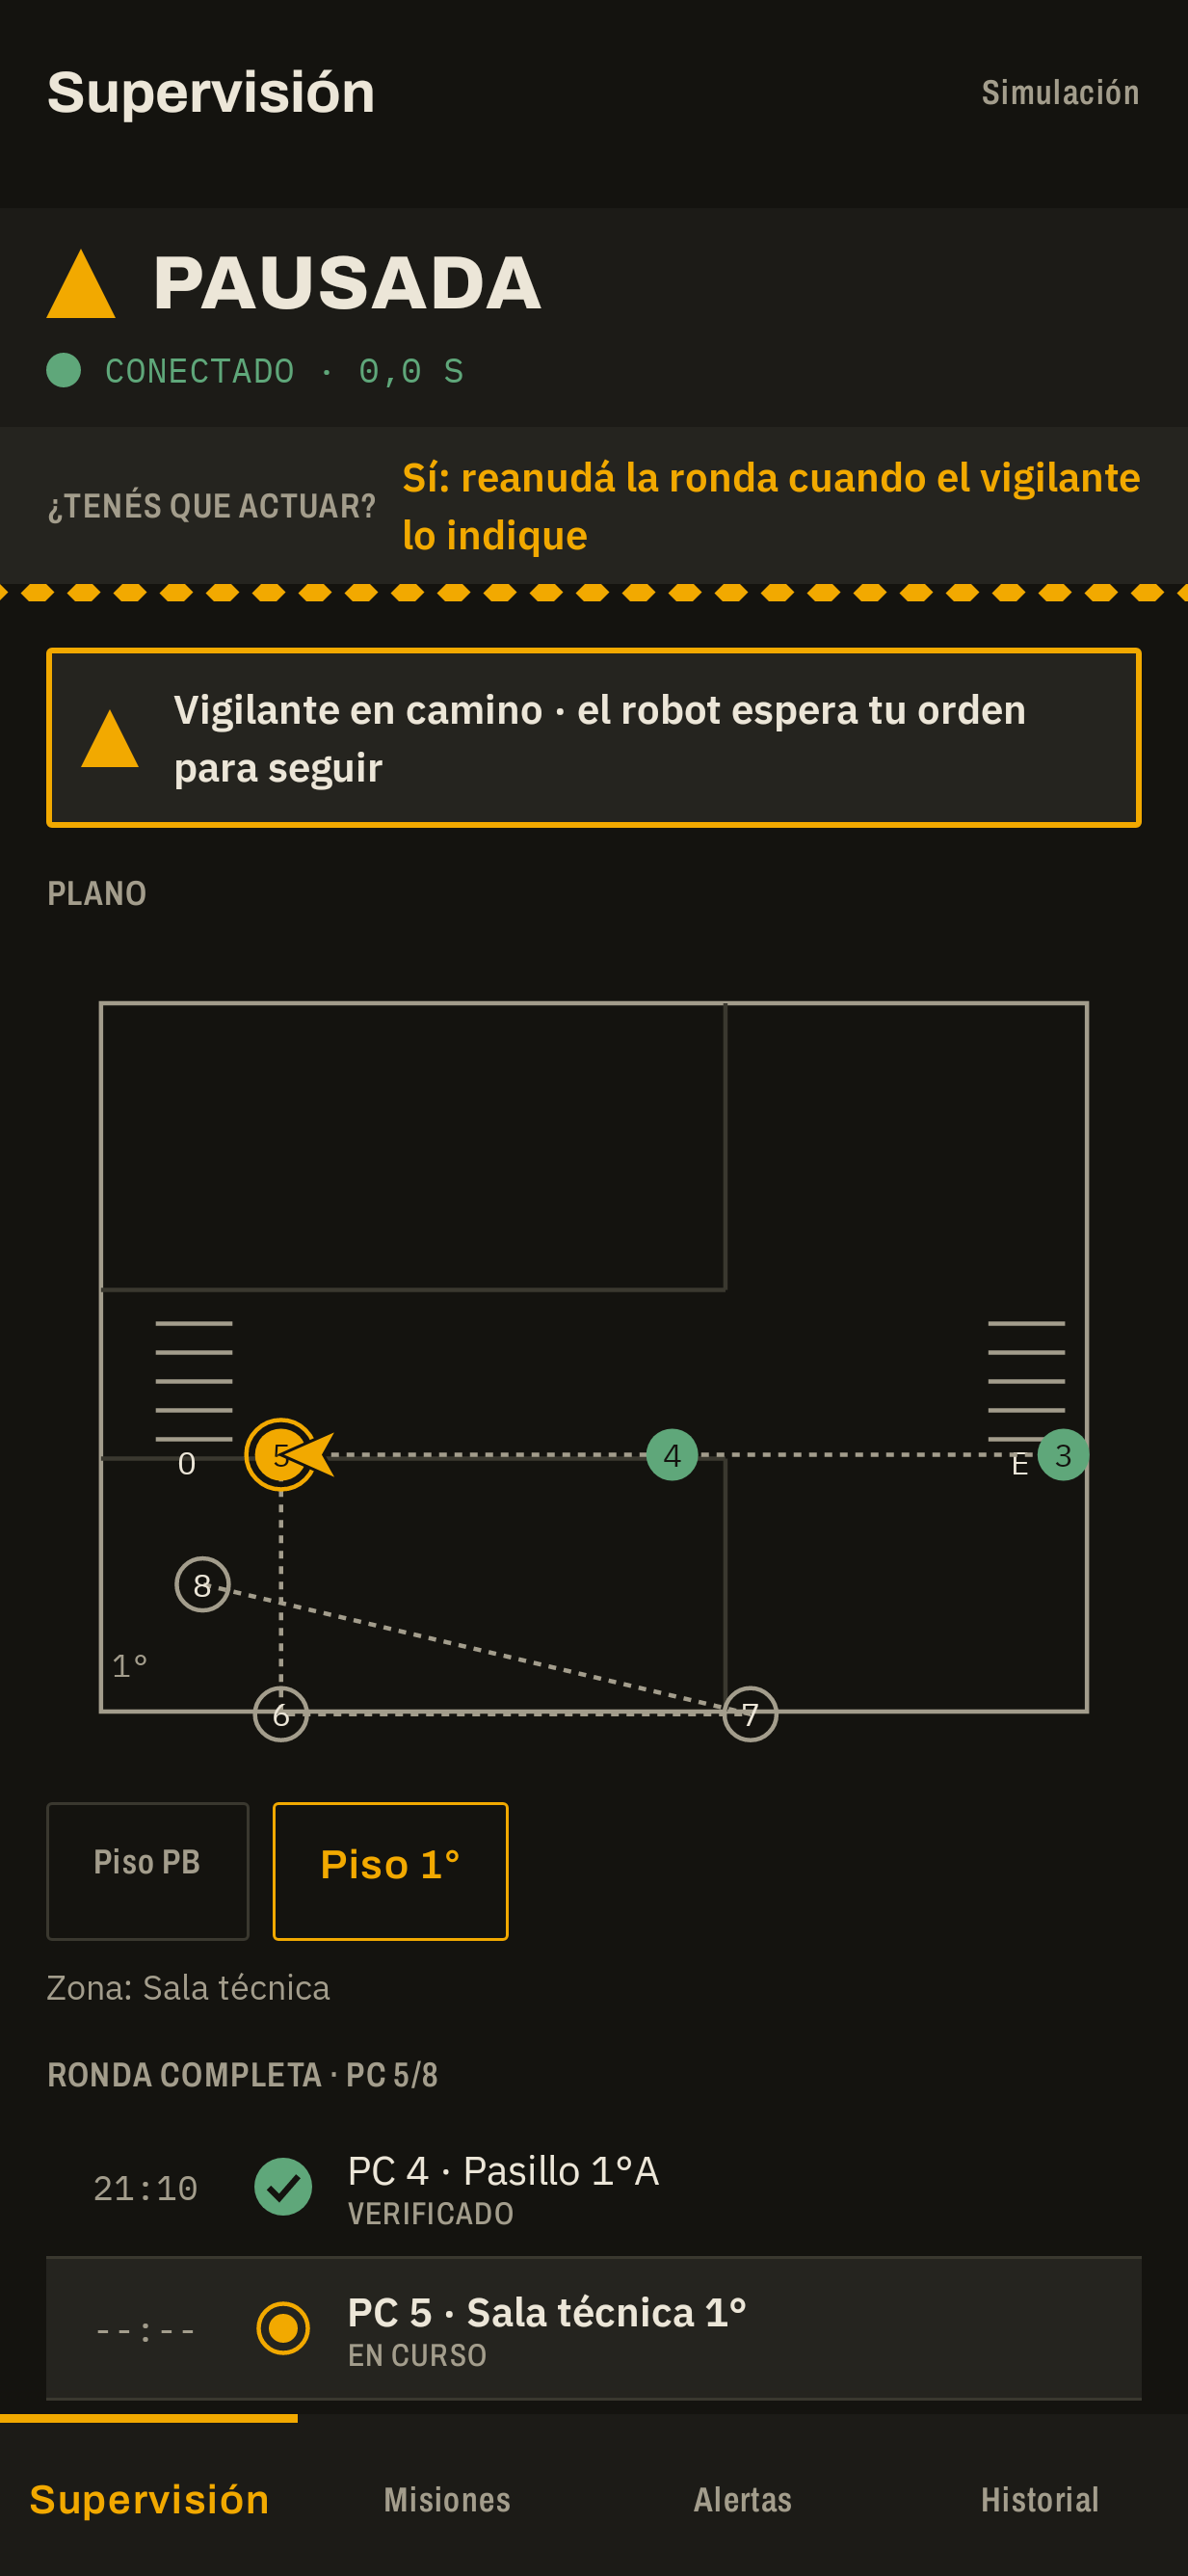 Supervisión
Simulación
PAUSADA
CONECTADO · 0,0 S
¿TENÉS QUE ACTUAR?
Sí: reanudá la ronda cuando el vigilante
lo indique
Vigilante en camino · el robot espera tu orden
para seguir
PLANO
O
5
4
E
3
8
1°
6
7
Piso PB
Piso 1°
Zona: Sala técnica
RONDA COMPLETA · PC 5/8
21:10
PC 4 · Pasillo 1°A
VERIFICADO
--:--
PC 5 · Sala técnica 1°
EN CURSO
Supervisión
Misiones
Alertas
Historial